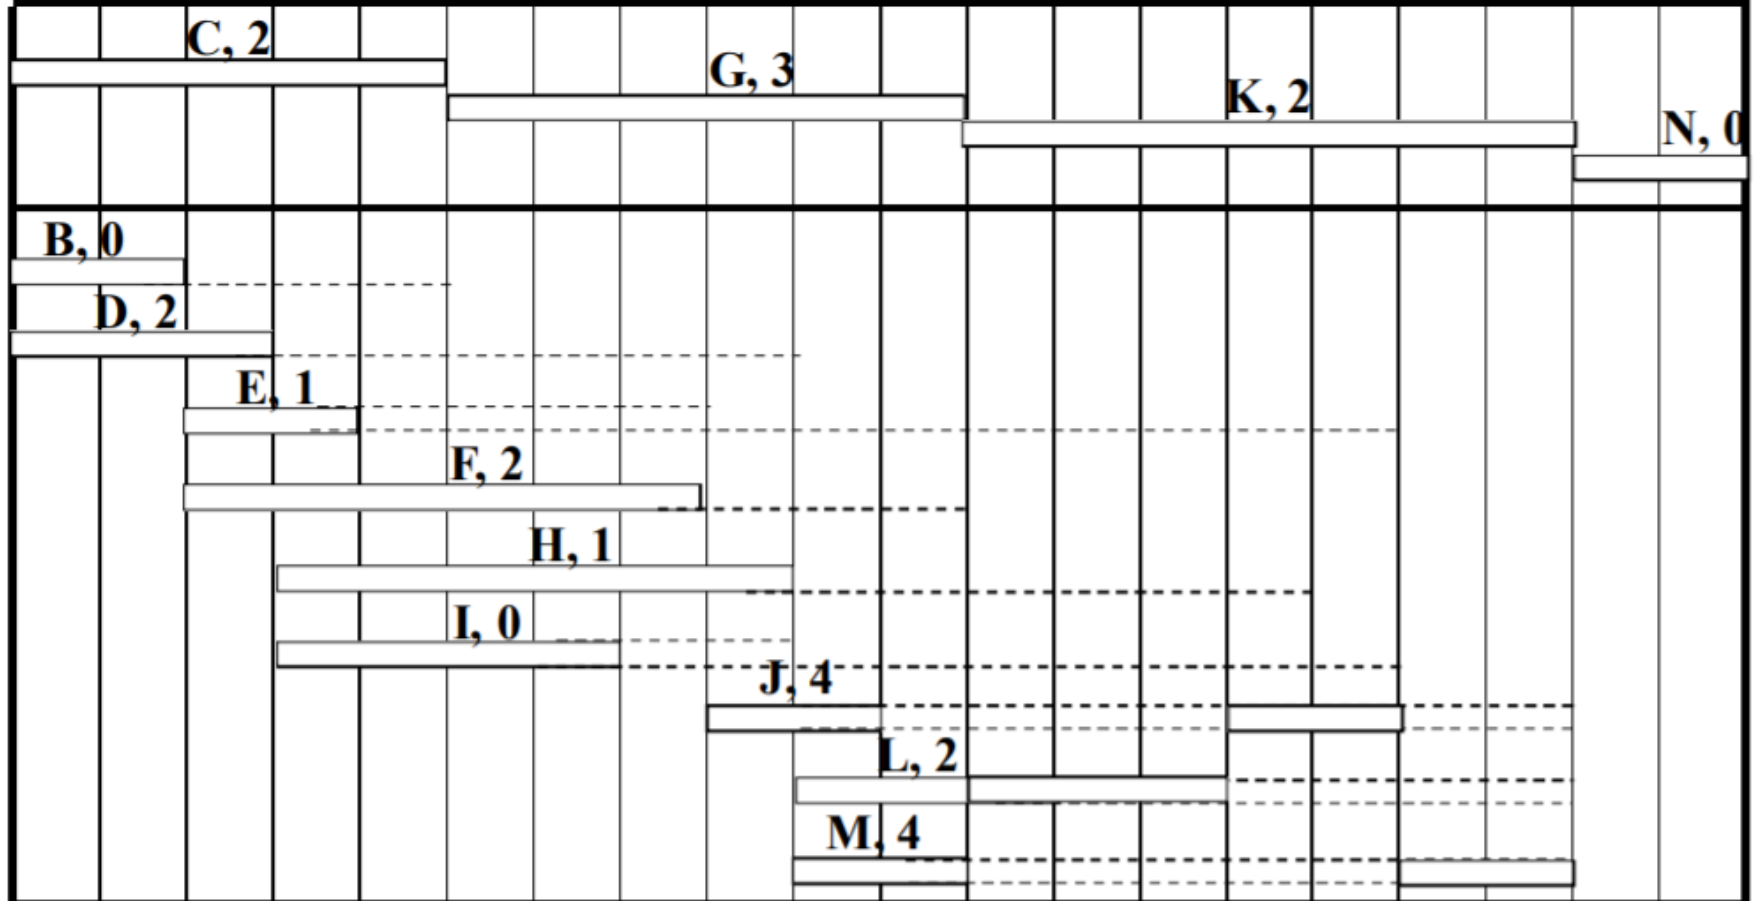 C, 2
G, 3
K, 2
N, 0
B, 0
D, 2
E, 1
F, 2
H, 1
I, 0
J, 4
L, 2
M, 4